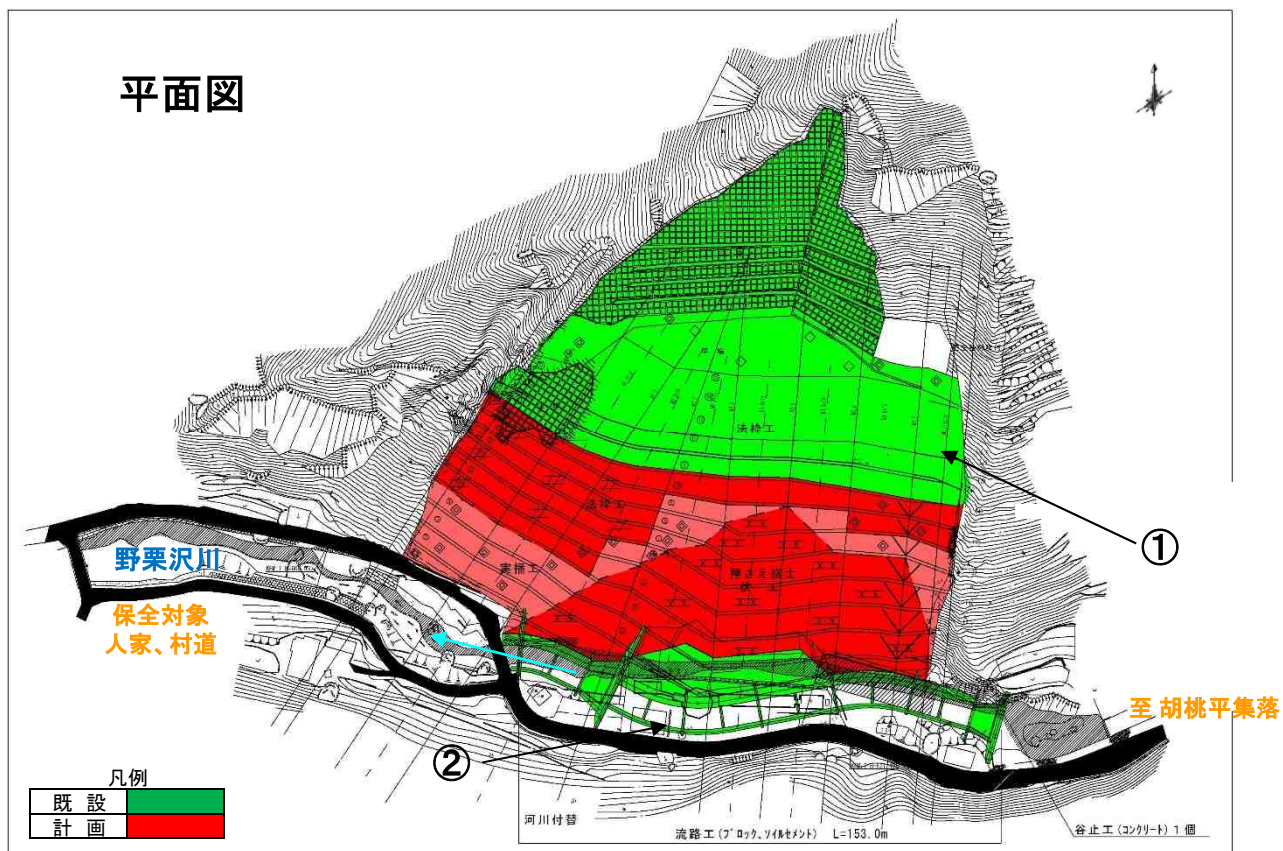 平面図
法枠工
法枠工
実播工
押さえ盛土
野栗沢川
保全対象
人家、村道
①
至 胡桃平集落
②
凡例
既設
計画
河川付替
流路工(ブロック、ソイルセメント) L=153.0m
谷止工(コンクリート)1個